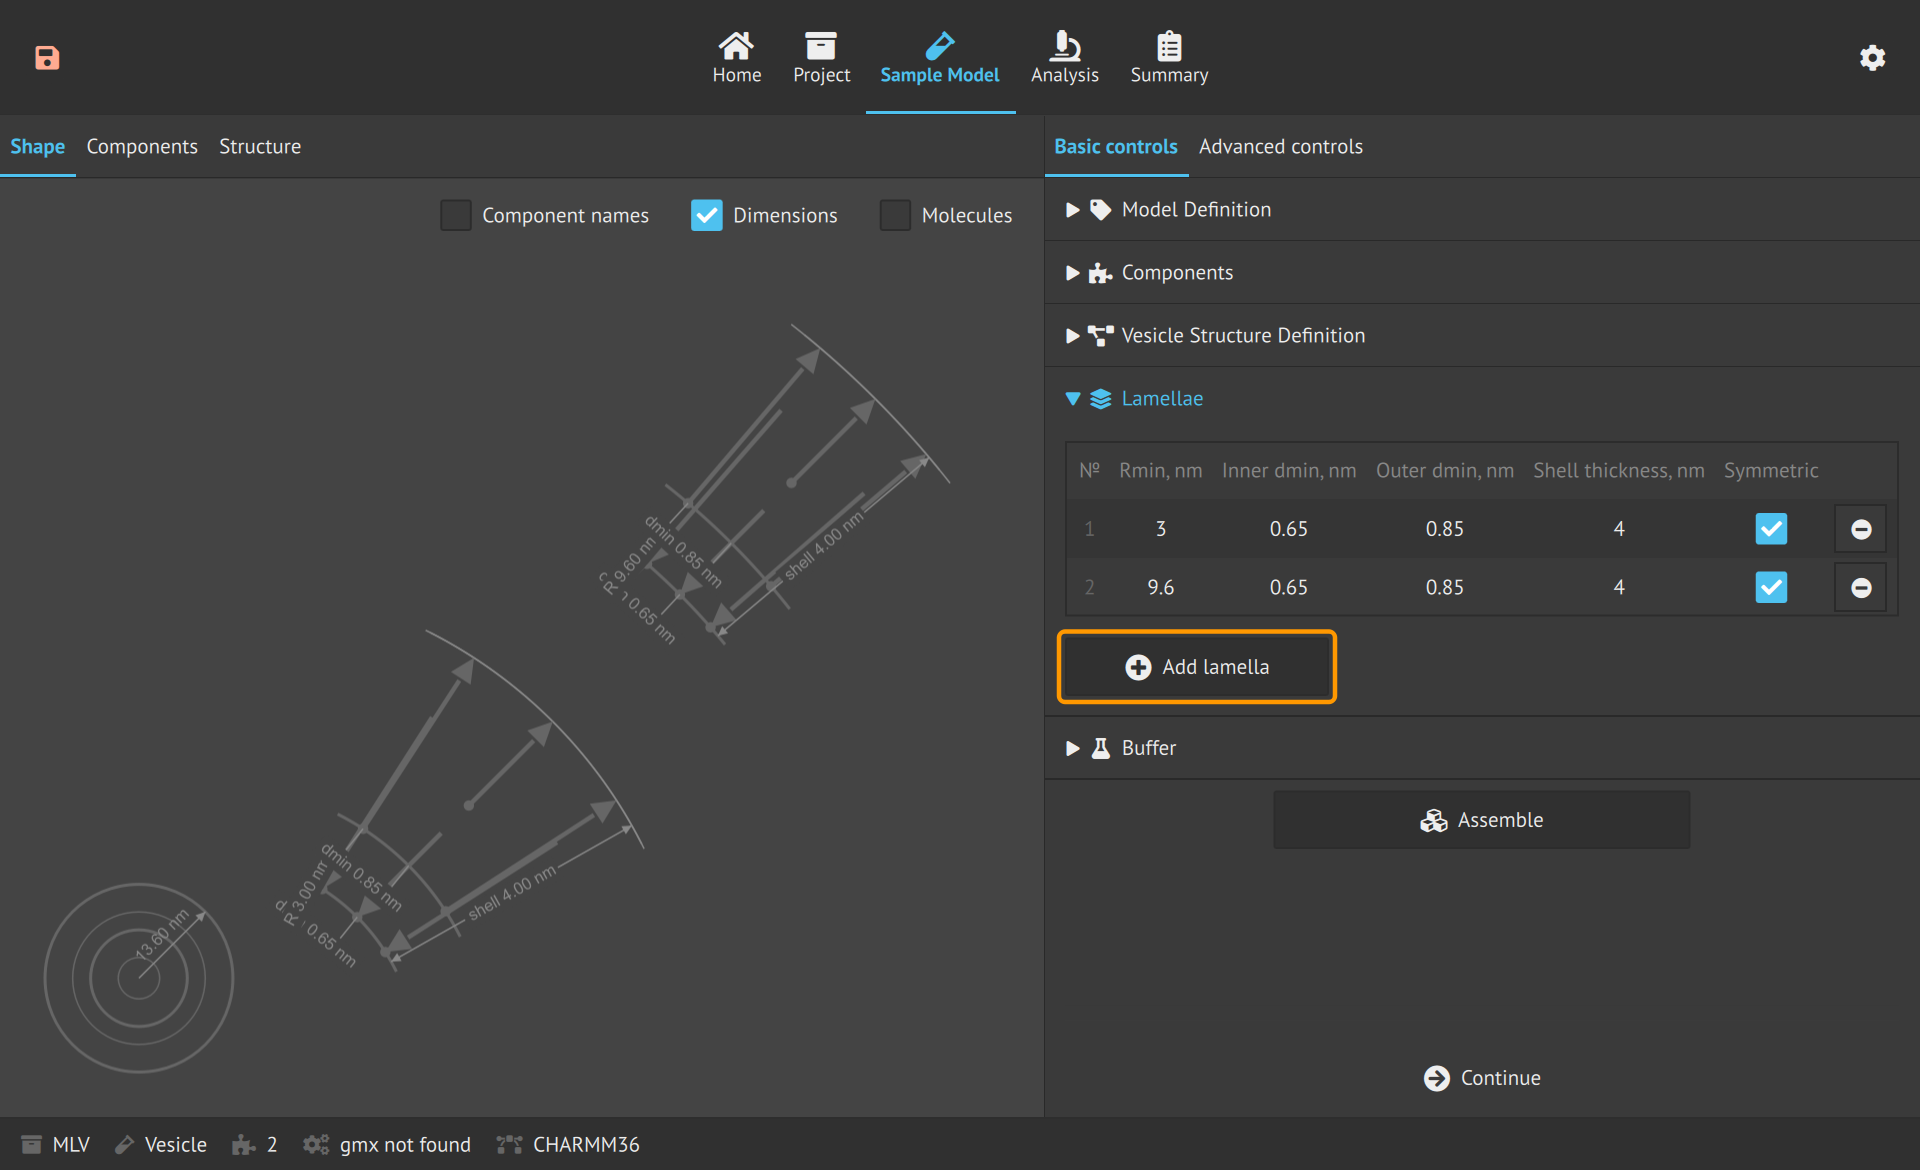 Home
Project
Sample Model
Analysis
Summary
Shape
Components
Structure
Basic controls
Advanced controls
Component names
Dimensions
Molecules
Model Definition
Components
Vesicle Structure Definition
Lamellae
№ Rmin, nm Inner dmin, nm Outer dmin, nm Shell thickness, nm Symmetric
1 3 0.65 0.85 4
2 9.6 0.65 0.85 4
Add lamella
Buffer
Assemble
Continue
dmin 0.85 nm
R 9.60 nm
0.65 nm
shell 4.00 nm
dmin 0.85 nm
R 3.00 nm
0.65 nm
shell 4.00 nm
13.60 nm
MLV
Vesicle
2
gmx not found
CHARMM36